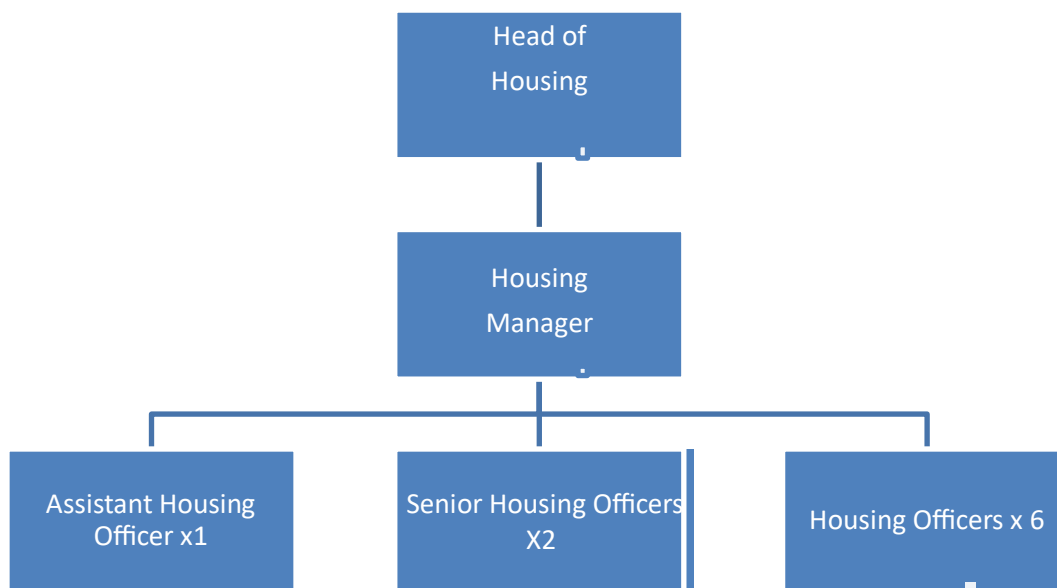 Head of
Housing
Housing
Manager
Assistant Housing
Officer x1
Senior Housing Officers
X2
Housing Officers x 6